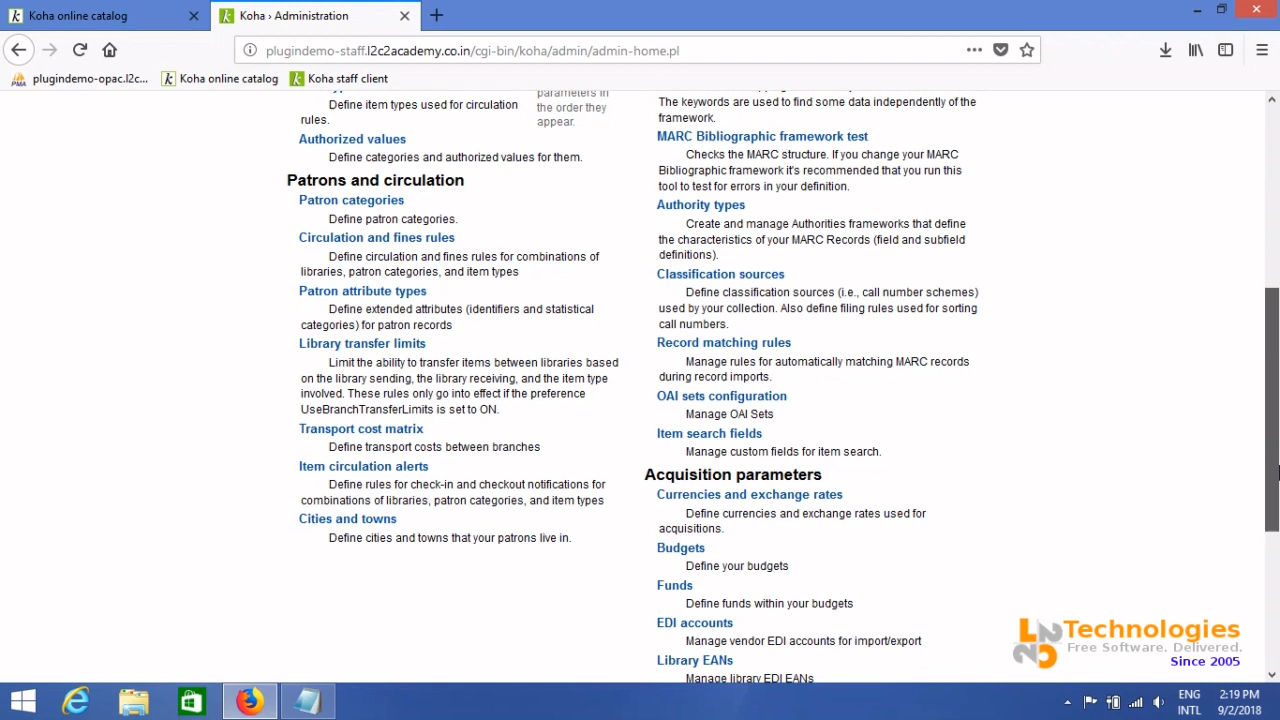 Koha online catalog
Koha › Administration
plugindemo-staff.l2c2academy.co.in/cgi-bin/koha/admin/admin-home.pl
plugindemo-opac.l2c...
Koha online catalog
Koha staff client
Define item types used for circulation
rules.
parameters in
the order they
appear.
Authorized values
Define categories and authorized values for them.
Patrons and circulation
Patron categories
Define patron categories.
Circulation and fines rules
Define circulation and fines rules for combinations of
libraries, patron categories, and item types
Patron attribute types
Define extended attributes (identifiers and statistical
categories) for patron records
Library transfer limits
Limit the ability to transfer items between libraries based
on the library sending, the library receiving, and the item type
involved. These rules only go into effect if the preference
UseBranchTransferLimits is set to ON.
Transport cost matrix
Define transport costs between branches
Item circulation alerts
Define rules for check-in and checkout notifications for
combinations of libraries, patron categories, and item types
Cities and towns
Define cities and towns that your patrons live in.
The keywords are used to find some data independently of the
framework.
MARC Bibliographic framework test
Checks the MARC structure. If you change your MARC
Bibliographic framework it's recommended that you run this
tool to test for errors in your definition.
Authority types
Create and manage Authorities frameworks that define
the characteristics of your MARC Records (field and subfield
definitions).
Classification sources
Define classification sources (i.e., call number schemes)
used by your collection. Also define filing rules used for sorting
call numbers.
Record matching rules
Manage rules for automatically matching MARC records
during record imports.
OAI sets configuration
Manage OAI Sets
Item search fields
Manage custom fields for item search.
Acquisition parameters
Currencies and exchange rates
Define currencies and exchange rates used for
acquisitions.
Budgets
Define your budgets
Funds
Define funds within your budgets
EDI accounts
Manage vendor EDI accounts for import/export
Library EANs
Manage library EDI EANs
L2C2 Technologies
Free Software. Delivered.
Since 2005
ENG
INTL
2:19 PM
9/2/2018